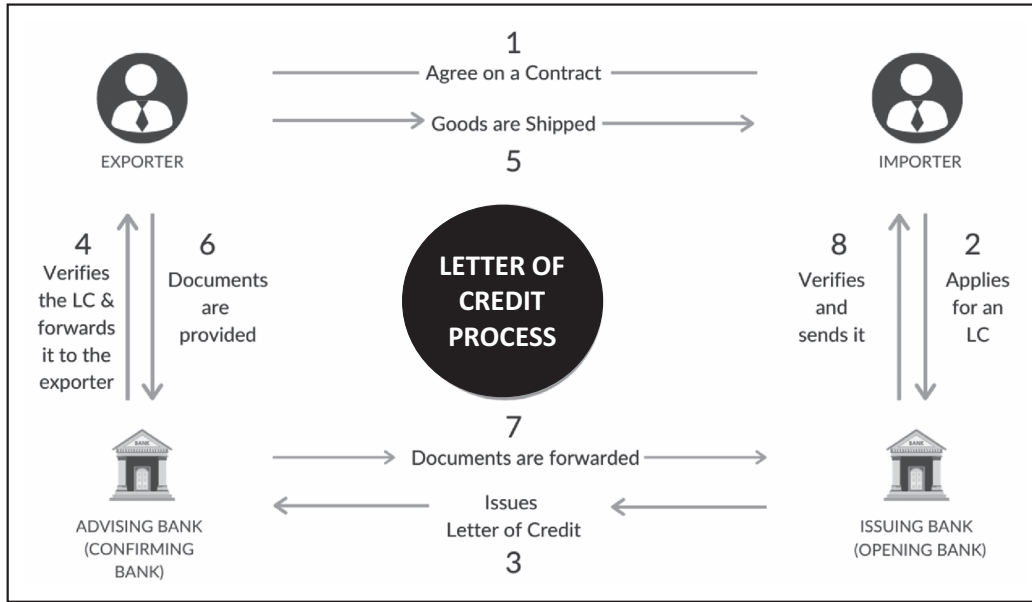 1
Agree on a Contract
Goods are Shipped
5
EXPORTER
IMPORTER
4
Verifies
the LC &
forwards
it to the
exporter
6
Documents
are
provided
LETTER OF
CREDIT
PROCESS
8
Verifies
and
sends it
2
Applies
for an
LC
7
Documents are forwarded
Issues
Letter of Credit
3
BANK
ADVISING BANK
(CONFIRMING
BANK)
BANK
ISSUING BANK
(OPENING BANK)